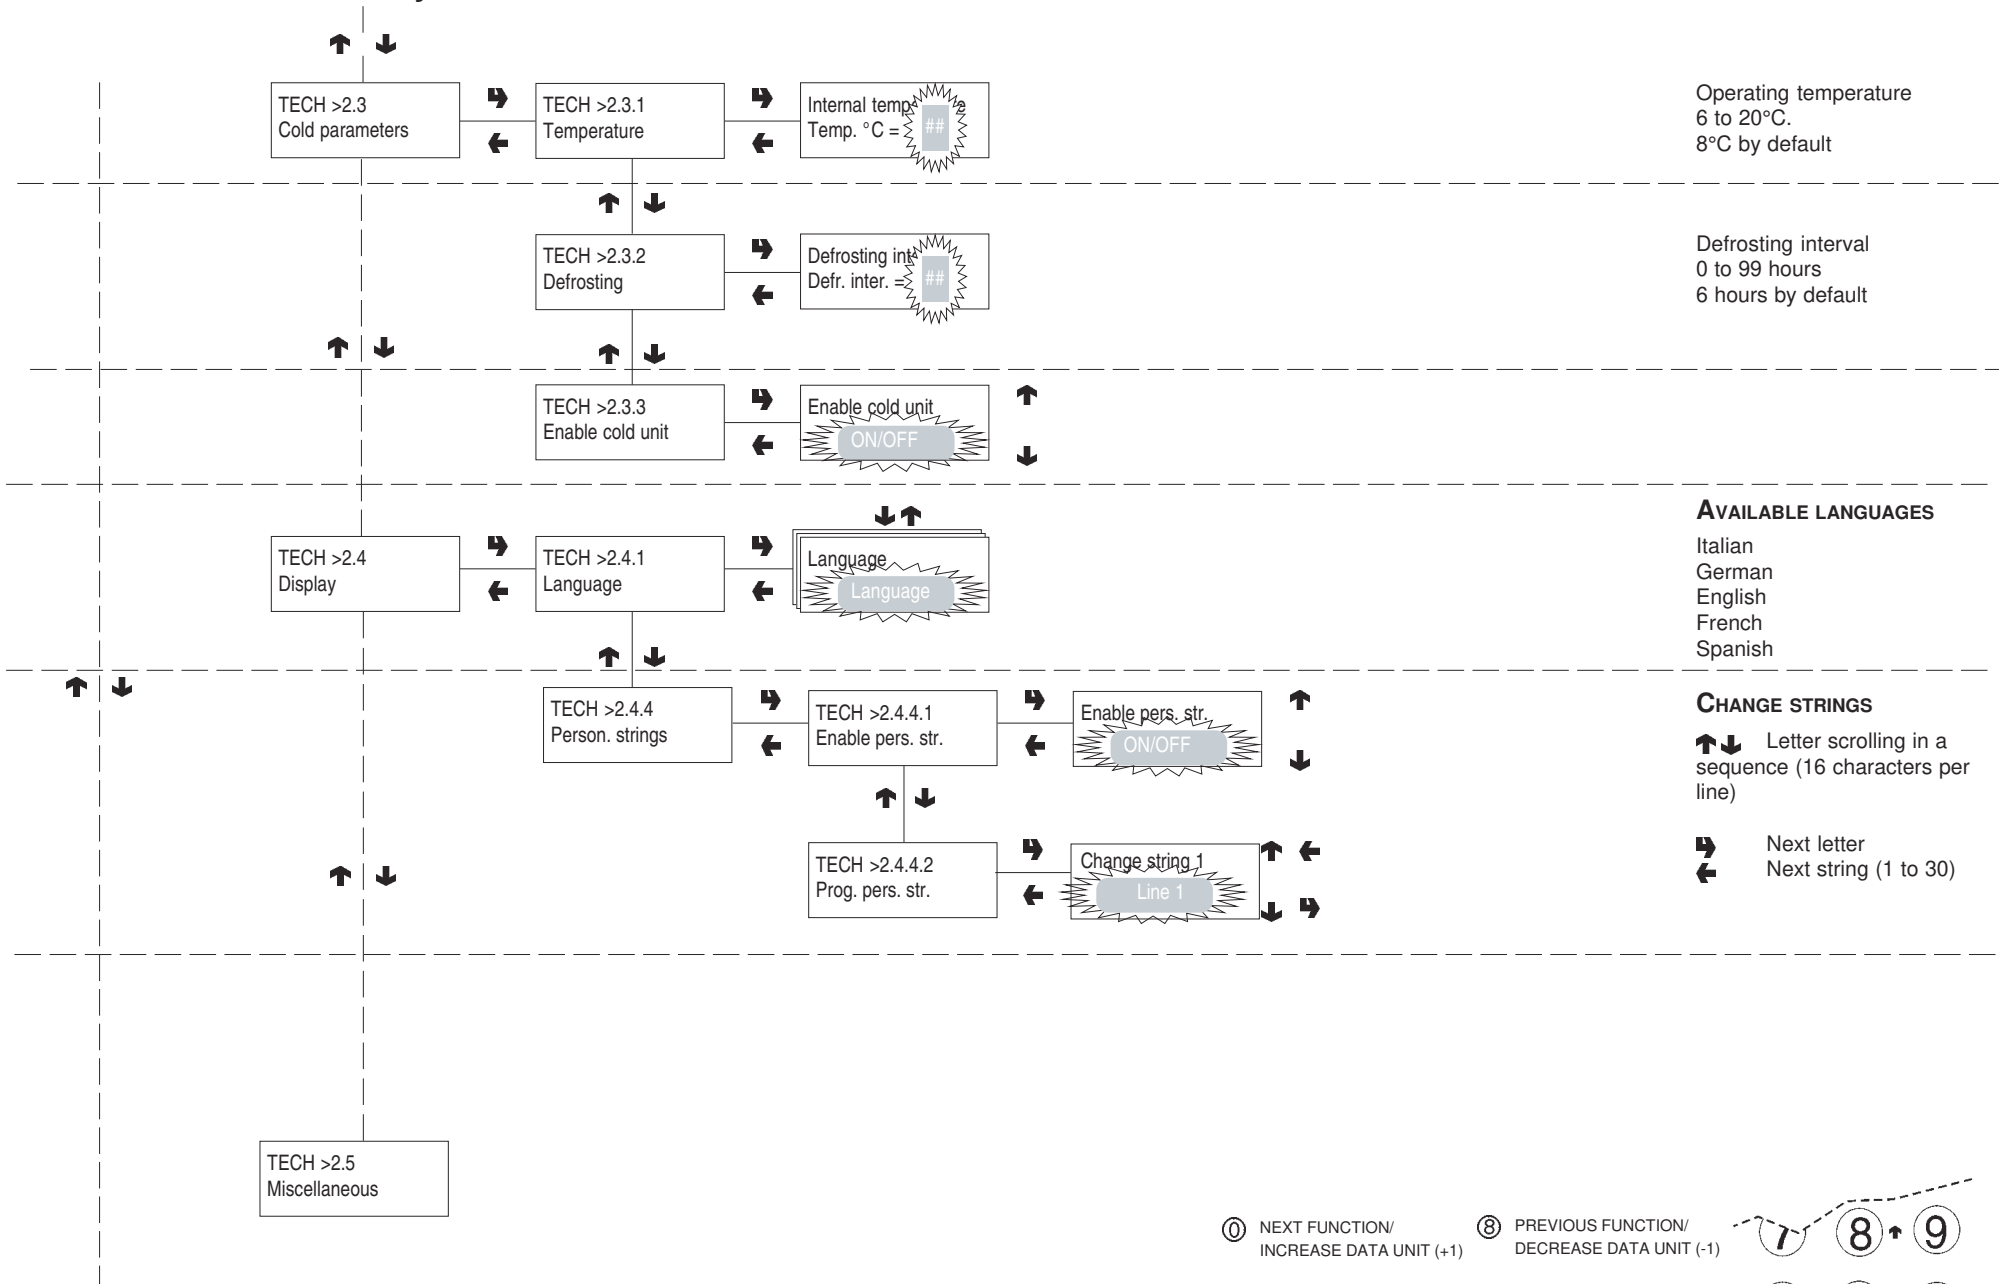 TECH >2.3
Cold parameters
TECH >2.3.1
Temperature
Internal temp
Temp. °C =
##
Operating temperature
6 to 20°C.
8°C by default
TECH >2.3.2
Defrosting
Defrosting int
Defr. inter. =
##
Defrosting interval
0 to 99 hours
6 hours by default
TECH >2.3.3
Enable cold unit
Enable cold unit
ON/OFF
TECH >2.4
Display
TECH >2.4.1
Language
Language
Language
AVAILABLE LANGUAGES
Italian
German
English
French
Spanish
TECH >2.4.4
Person. strings
TECH >2.4.4.1
Enable pers. str.
Enable pers. str.
ON/OFF
TECH >2.4.4.2
Prog. pers. str.
Change string 1
Line 1
CHANGE STRINGS
Letter scrolling in a
sequence (16 characters per
line)
Next letter
Next string (1 to 30)
TECH >2.5
Miscellaneous
0 NEXT FUNCTION/
INCREASE DATA UNIT (+1)
8 PREVIOUS FUNCTION/
DECREASE DATA UNIT (-1)
7 8 9